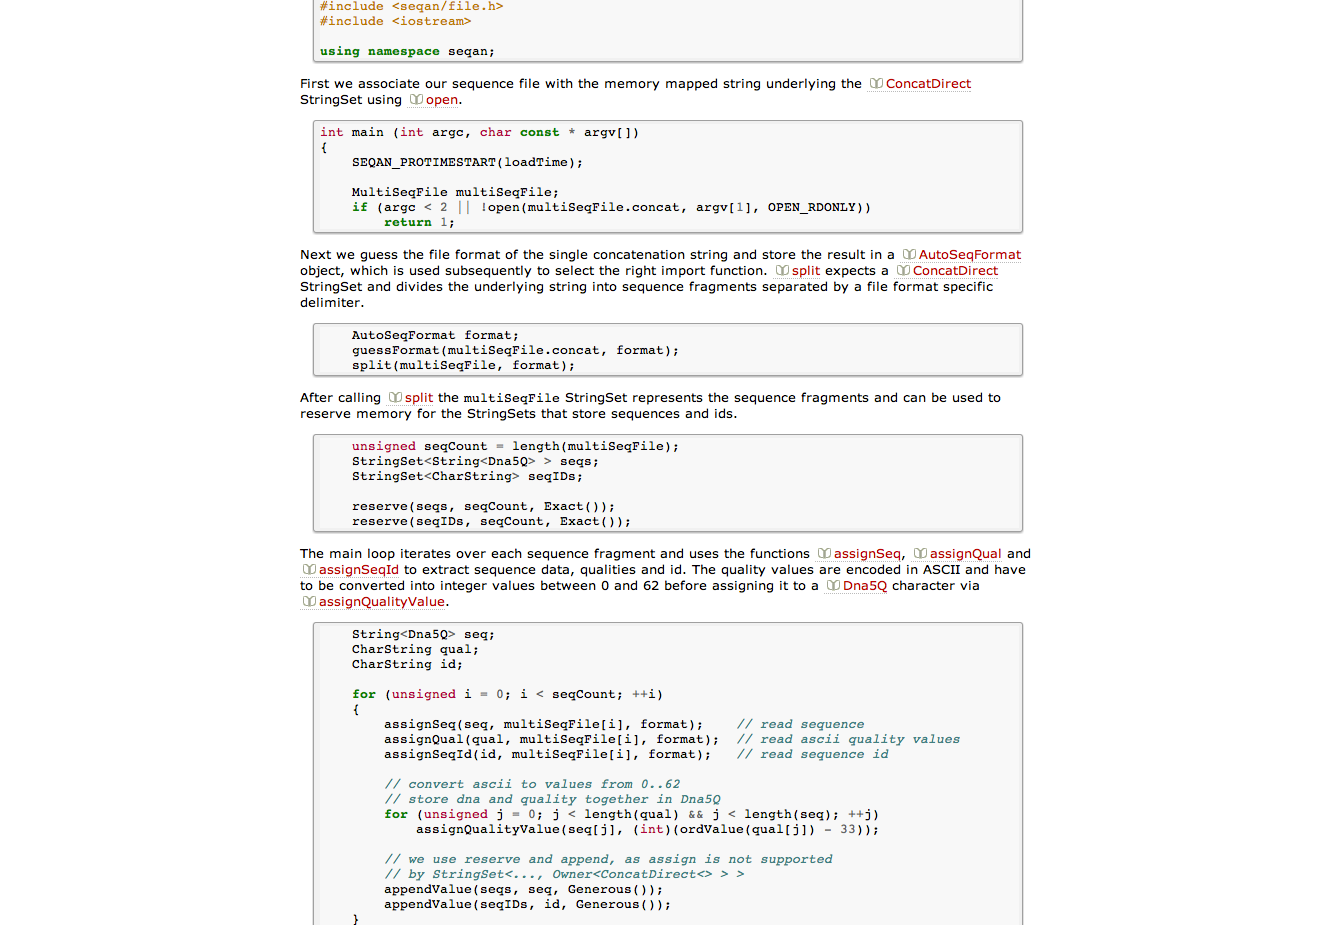 #include <seqan/file.h>
#include <iostream>

using namespace seqan;
First we associate our sequence file with the memory mapped string underlying the ConcatDirect
StringSet using open.
int main (int argc, char const * argv[])
{
    SEQAN_PROTIMESTART(loadTime);

    MultiSeqFile multiSeqFile;
    if (argc < 2 || !open(multiSeqFile.concat, argv[1], OPEN_RDONLY))
        return 1;
Next we guess the file format of the single concatenation string and store the result in a AutoSeqFormat
object, which is used subsequently to select the right import function. split expects a ConcatDirect
StringSet and divides the underlying string into sequence fragments separated by a file format specific
delimiter.
    AutoSeqFormat format;
    guessFormat(multiSeqFile.concat, format);
    split(multiSeqFile, format);
After calling split the multiSeqFile StringSet represents the sequence fragments and can be used to
reserve memory for the StringSets that store sequences and ids.
    unsigned seqCount = length(multiSeqFile);
    StringSet<String<Dna5Q> > seqs;
    StringSet<CharString> seqIDs;

    reserve(seqs, seqCount, Exact());
    reserve(seqIDs, seqCount, Exact());
The main loop iterates over each sequence fragment and uses the functions assignSeq, assignQual and
assignSeqId to extract sequence data, qualities and id. The quality values are encoded in ASCII and have
to be converted into integer values between 0 and 62 before assigning it to a Dna5Q character via
assignQualityValue.
    String<Dna5Q> seq;
    CharString qual;
    CharString id;

    for (unsigned i = 0; i < seqCount; ++i)
    {
        assignSeq(seq, multiSeqFile[i], format);    // read sequence
        assignQual(qual, multiSeqFile[i], format);  // read ascii quality values
        assignSeqId(id, multiSeqFile[i], format);   // read sequence id

        // convert ascii to values from 0..62
        // store dna and quality together in Dna5Q
        for (unsigned j = 0; j < length(qual) && j < length(seq); ++j)
            assignQualityValue(seq[j], (int)(ordValue(qual[j]) - 33));

        // we use reserve and append, as assign is not supported
        // by StringSet<..., Owner<ConcatDirect<> > >
        appendValue(seqs, seq, Generous());
        appendValue(seqIDs, id, Generous());
    }